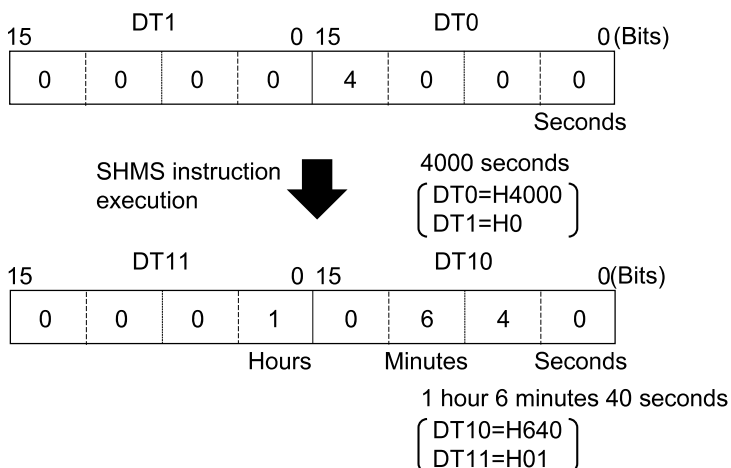 DT1 DT0
15 0 15 0 (Bits)
0 0 0 0 4 0 0 0
Seconds
SHMS instruction
execution
4000 seconds
DT0=H4000
DT1=H0
DT11 DT10
15 0 15 0(Bits)
0 0 0 1 0 6 4 0
Hours Minutes Seconds
1 hour 6 minutes 40 seconds
DT10=H640
DT11=H01